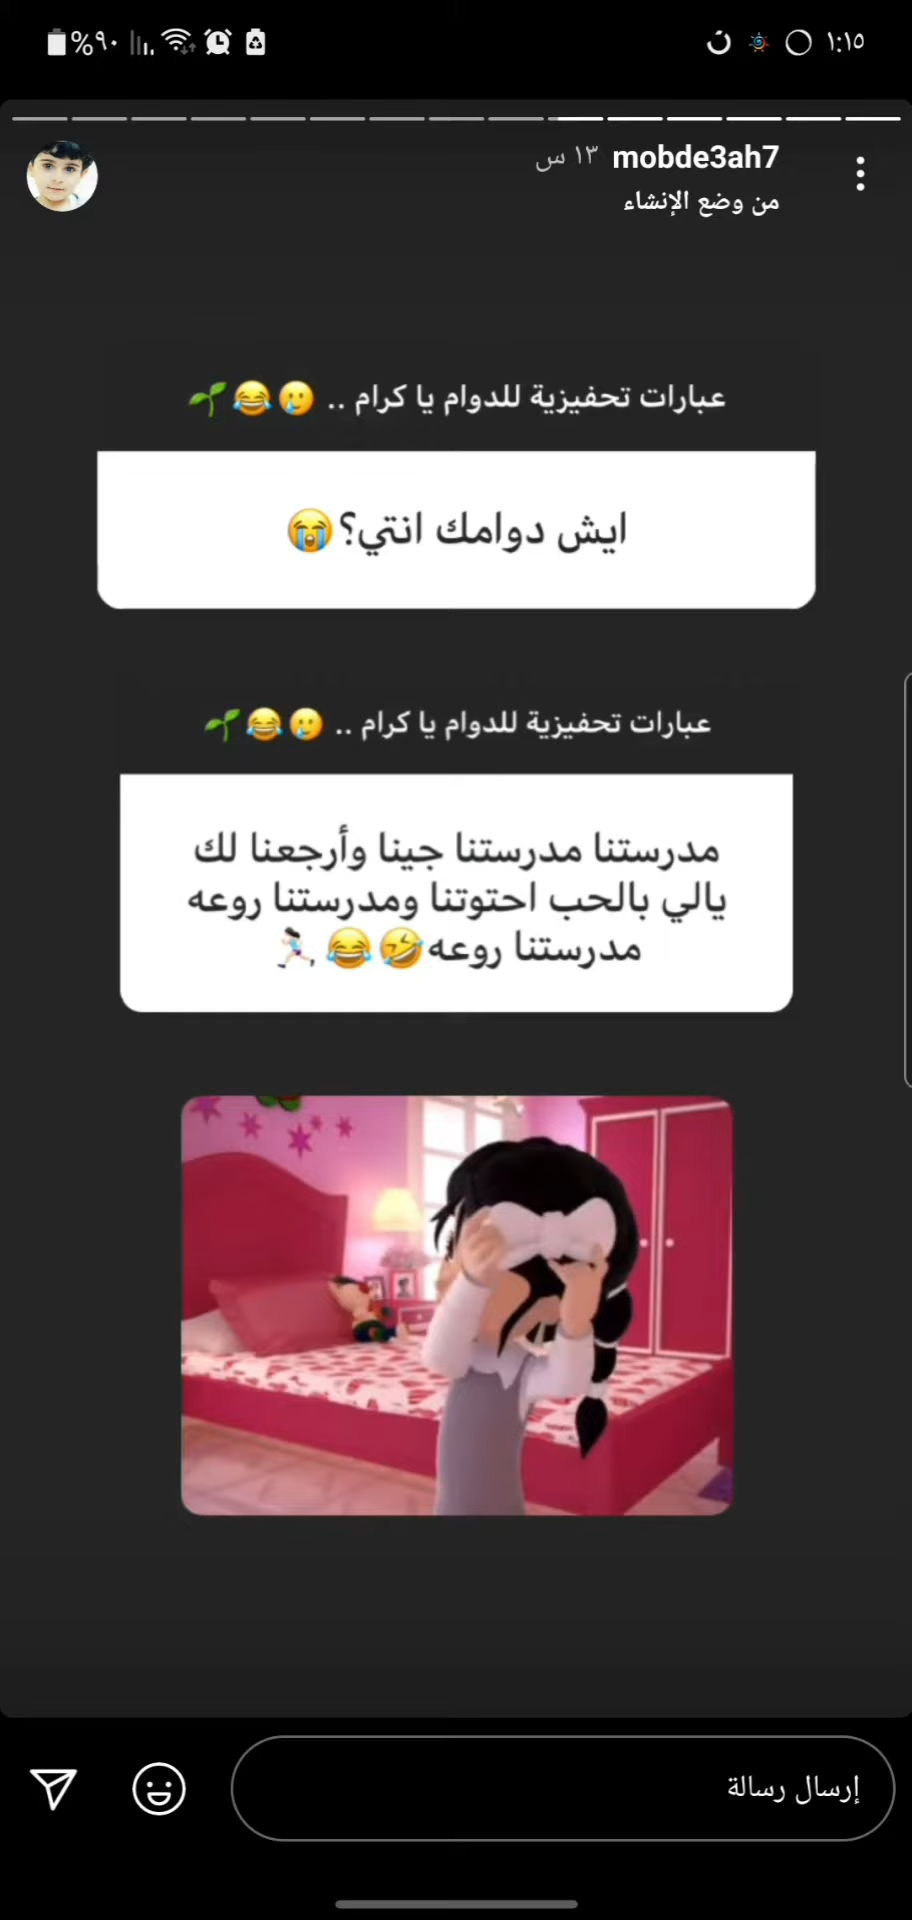 ١:١٥ ن %٩٠
mobde3ah7 ١٣ س
من وضع الإنشاء
عبارات تحفيزية للدوام يا كرام .. 🥲😂🌱
ايش دوامك انتي؟😭
عبارات تحفيزية للدوام يا كرام .. 🥲😂🌱
مدرستنا مدرستنا جينا وأرجعنا لك
يالي بالحب احتوتنا ومدرستنا روعه
مدرستنا روعه🤣😂🏃🏻‍♀️
إرسال رسالة